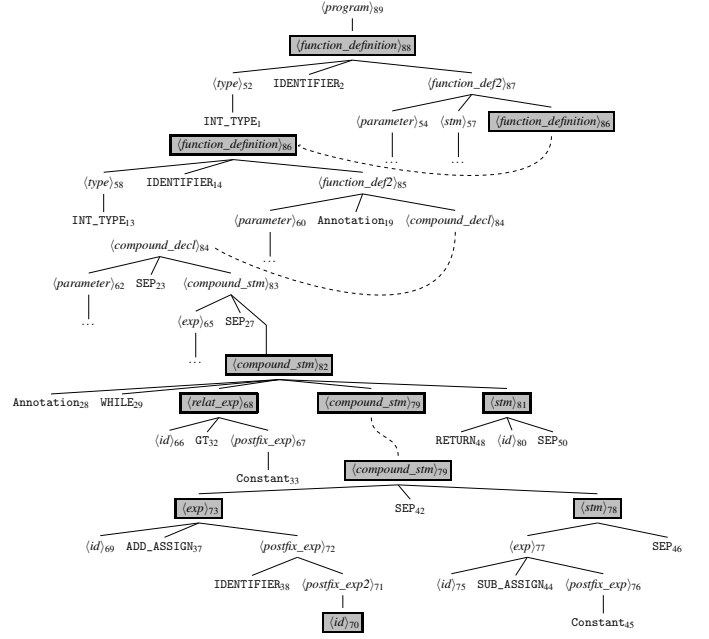 ⟨program⟩89
⟨function_definition⟩88
⟨type⟩52 IDENTIFIER2 ⟨function_def2⟩87
INT_TYPE1 ⟨parameter⟩54 ⟨stm⟩57 ⟨function_definition⟩86
... ...
⟨function_definition⟩86
⟨type⟩58 IDENTIFIER14 ⟨function_def2⟩85
INT_TYPE13 ⟨parameter⟩60 Annotation19 ⟨compound_decl⟩84
...
⟨compound_decl⟩84
⟨parameter⟩62 SEP23 ⟨compound_stm⟩83
... ⟨exp⟩65 SEP27
...
⟨compound_stm⟩82
Annotation28 WHILE29 ⟨relat_exp⟩68 ⟨compound_stm⟩79 ⟨stm⟩81
⟨id⟩66 GT32 ⟨postfix_exp⟩67 RETURN48 ⟨id⟩80 SEP50
Constant33
⟨compound_stm⟩79
⟨exp⟩73 SEP42 ⟨stm⟩78
⟨id⟩69 ADD_ASSIGN37 ⟨postfix_exp⟩72 ⟨exp⟩77 SEP46
IDENTIFIER38 ⟨postfix_exp2⟩71 ⟨id⟩75 SUB_ASSIGN44 ⟨postfix_exp⟩76
⟨id⟩70 Constant45